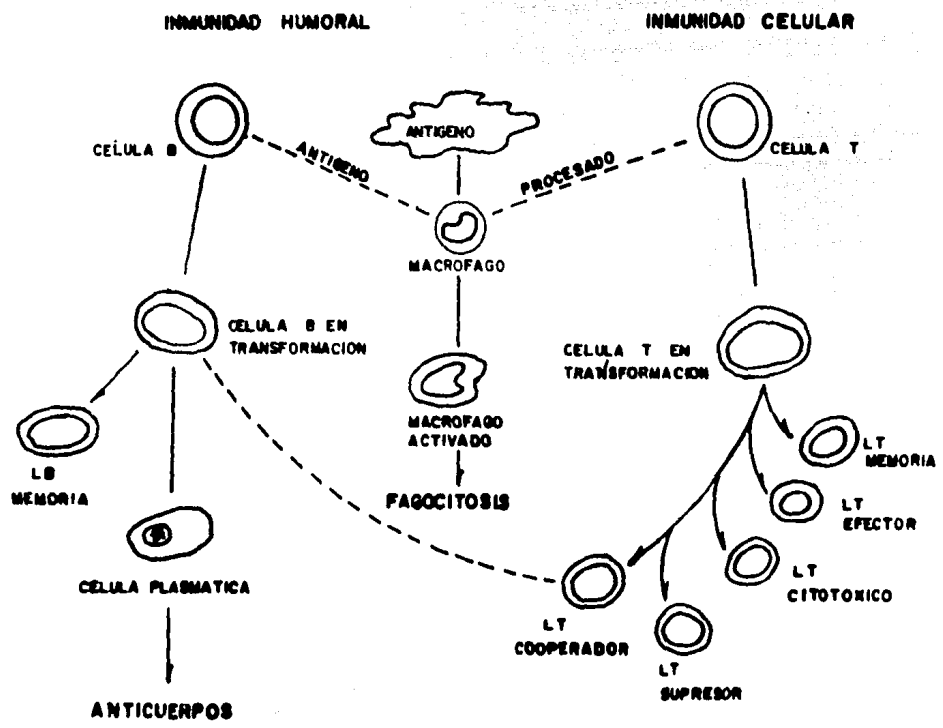 INMUNIDAD HUMORAL
INMUNIDAD CELULAR
ANTIGENO
CELULA B
ANTIGENO
PROCESADO
CELULA T
MACROFAGO
CELULA B EN
TRANSFORMACION
CELULA T EN
TRANSFORMACION
MACROFAGO
ACTIVADO
FAGOCITOSIS
LB
MEMORIA
LT
MEMORIA
LT
EFECTOR
LT
CITOTOXICO
CELULA PLASMATICA
LT
COOPERADOR
LT
SUPRESOR
ANTICUERPOS